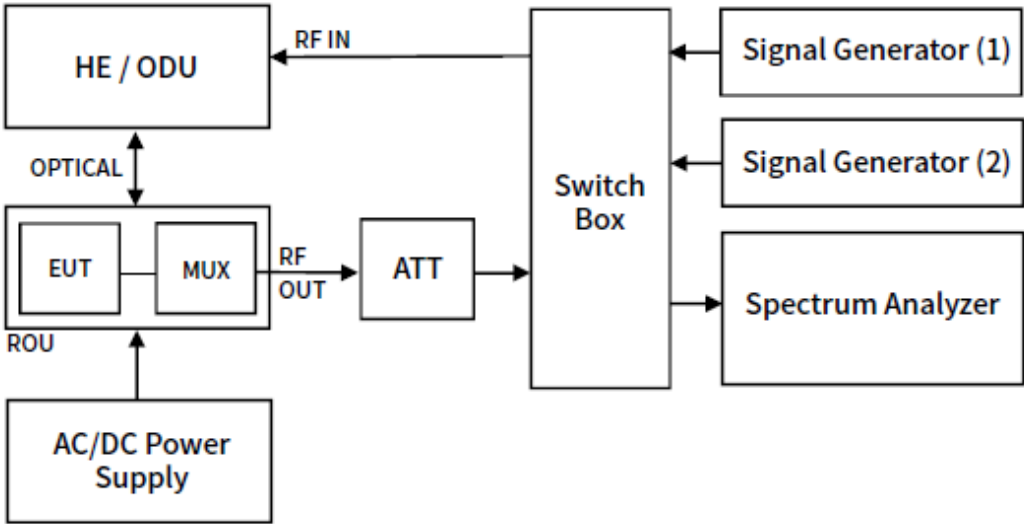 HE / ODU
RF IN
Signal Generator (1)
OPTICAL
Signal Generator (2)
Switch
Box
EUT
MUX
RF
OUT
ATT
Spectrum Analyzer
ROU
AC/DC Power
Supply